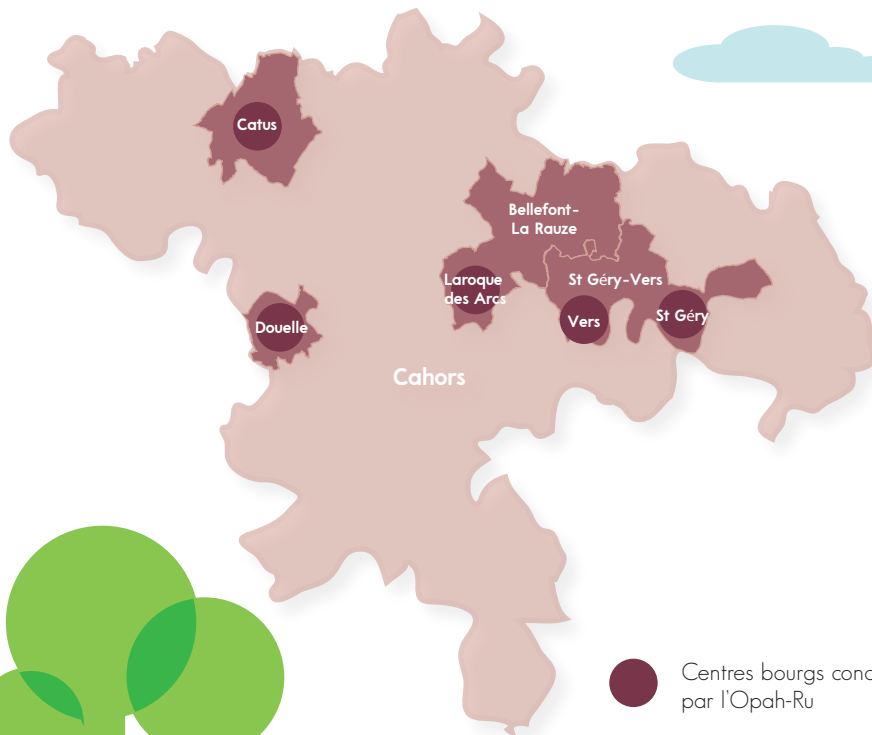 Catus
Bellefont-
La Rauze
Laroque
des Arcs
St Géry-Vers
Vers
St Géry
Douelle
Cahors
Centres bourgs
par l'Opah-Ru